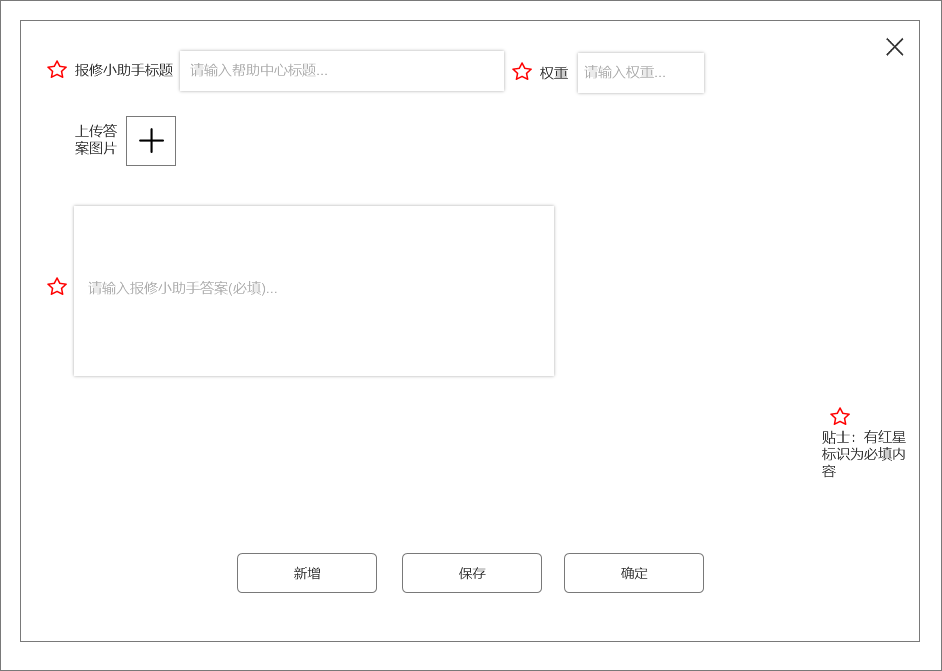 报修小助手标题
请输入帮助中心标题...
权重
请输入权重...
上传答
案图片
请输入报修小助手答案(必填)...
贴士：有红星
标识为必填内
容
新增
保存
确定